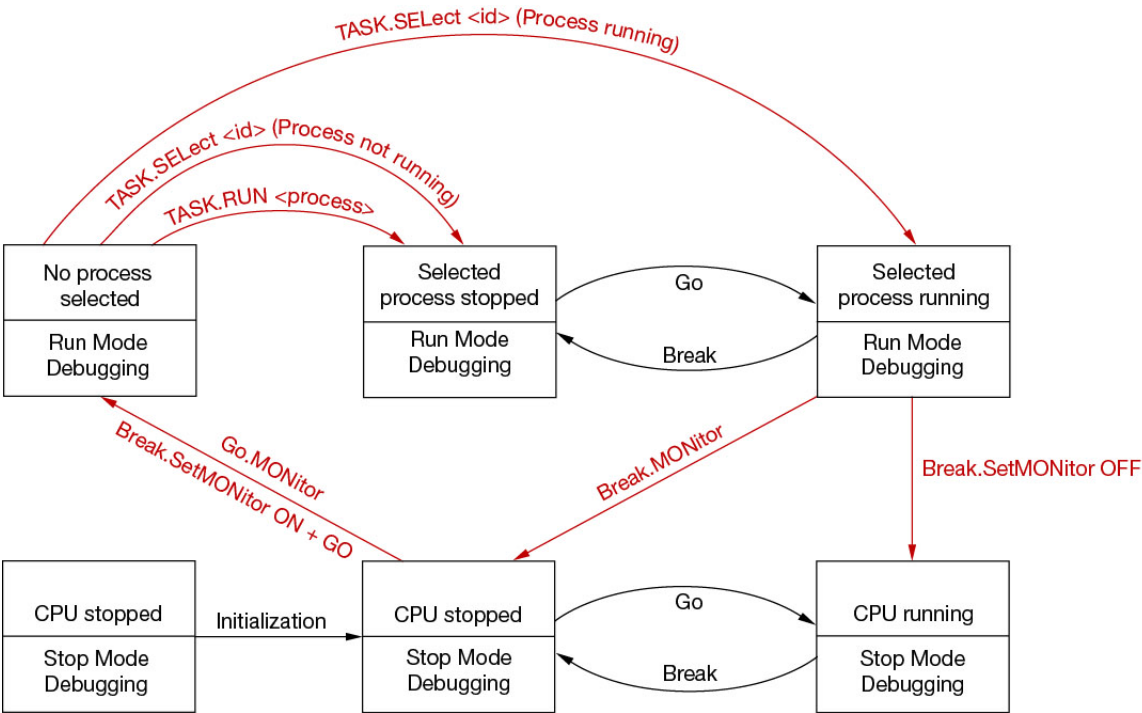 TASK.SELect <id> (Process running)
TASK.SELect <id> (Process not running)
TASK.RUN <process>
No process
selected
Run Mode
Debugging
Selected
process stopped
Run Mode
Debugging
Go
Break
Selected
process running
Run Mode
Debugging
Go.MONitor
Break.SetMONitor ON + GO
Break.MONitor
Break.SetMONitor OFF
CPU stopped
Stop Mode
Debugging
Initialization
CPU stopped
Stop Mode
Debugging
Go
Break
CPU running
Stop Mode
Debugging